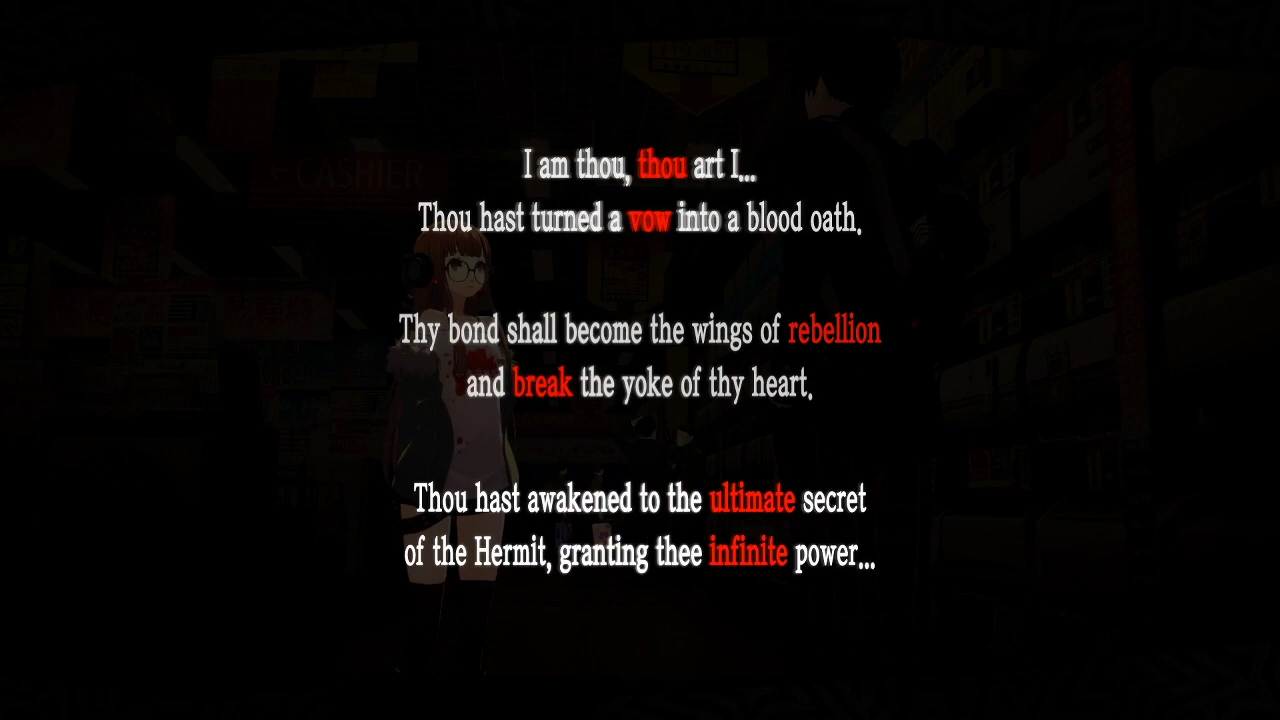 I am thou, thou art I...
Thou hast turned a vow into a blood oath.
Thy bond shall become the wings of rebellion
and break the yoke of thy heart.
Thou hast awakened to the ultimate secret
of the Hermit, granting thee infinite power...
←CASHIER